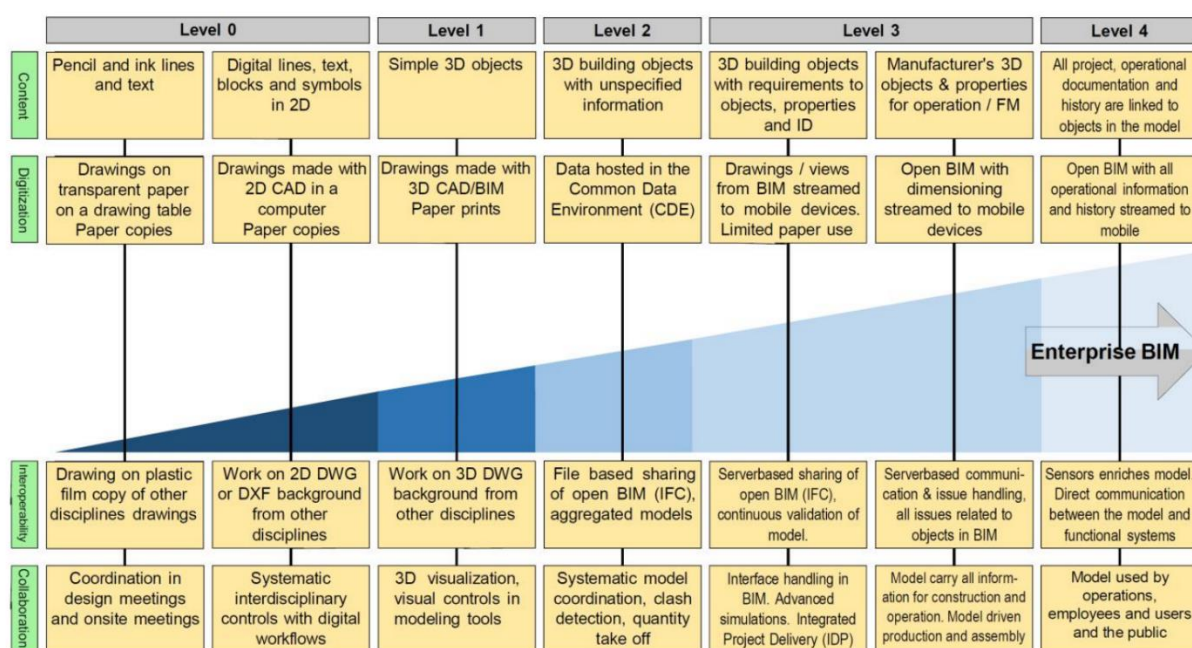 Level 0
Level 1
Level 2
Level 3
Level 4
Content
Pencil and ink lines
and text
Digital lines, text,
blocks and symbols
in 2D
Simple 3D objects
3D building objects
with unspecified
information
3D building objects
with requirements to
objects, properties
and ID
Manufacturer's 3D
objects & properties
for operation / FM
All project, operational
documentation and
history are linked to
objects in the model
Digitization
Drawings on
transparent paper
on a drawing table
Paper copies
Drawings made with
2D CAD in a
computer
Paper copies
Drawings made with
3D CAD/BIM
Paper prints
Data hosted in the
Common Data
Environment (CDE)
Drawings / views
from BIM streamed
to mobile devices.
Limited paper use
Open BIM with
dimensioning
streamed to mobile
devices
Open BIM with all
operational information
and history streamed to
mobile
Enterprise BIM
Interoperability
Drawing on plastic
film copy of other
disciplines drawings
Work on 2D DWG
or DXF background
from other
disciplines
Work on 3D DWG
background from
other disciplines
File based sharing
of open BIM (IFC),
aggregated models
Serverbased sharing of
open BIM (IFC),
continuous validation of
model.
Serverbased communi-
cation & issue handling,
all issues related to
objects in BIM
Sensors enriches model.
Direct communication
between the model and
functional systems
Collaboration
Coordination in
design meetings
and onsite meetings
Systematic
interdisciplinary
controls with digital
workflows
3D visualization,
visual controls in
modeling tools
Systematic model
coordination, clash
detection, quantity
take off
Interface handling in
BIM. Advanced
simulations. Integrated
Project Delivery (IDP)
Model carry all inform-
ation for construction and
operation. Model driven
production and assembly
Model used by
operations,
employees and users
and the public